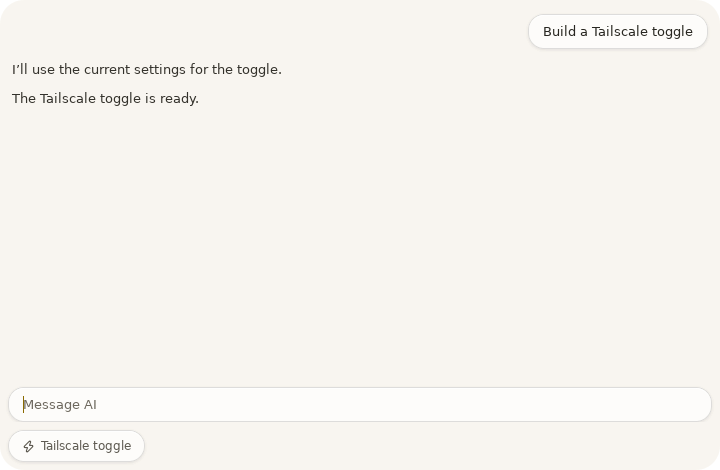 Build a Tailscale toggle
I’ll use the current settings for the toggle.
The Tailscale toggle is ready.
Message AI
Tailscale toggle